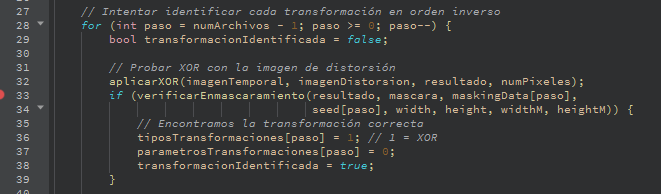 27 // Intentar identificar cada transformación en orden inverso
28 for (int paso = numArchivos - 1; paso >= 0; paso--) {
29 bool transformacionIdentificada = false;
30
31 // Probar XOR con la imagen de distorsión
32 aplicarXOR(imagenTemporal, imagenDistorsion, resultado, numPixeles);
33 if (verificarEnmascaramiento(resultado, mascara, maskingData[paso],
34 seed[paso], width, height, widthM, heightM)) {
35 // Encontramos la transformación correcta
36 tiposTransformaciones[paso] = 1; // 1 = XOR
37 parametrosTransformaciones[paso] = 0;
38 transformacionIdentificada = true;
39 }